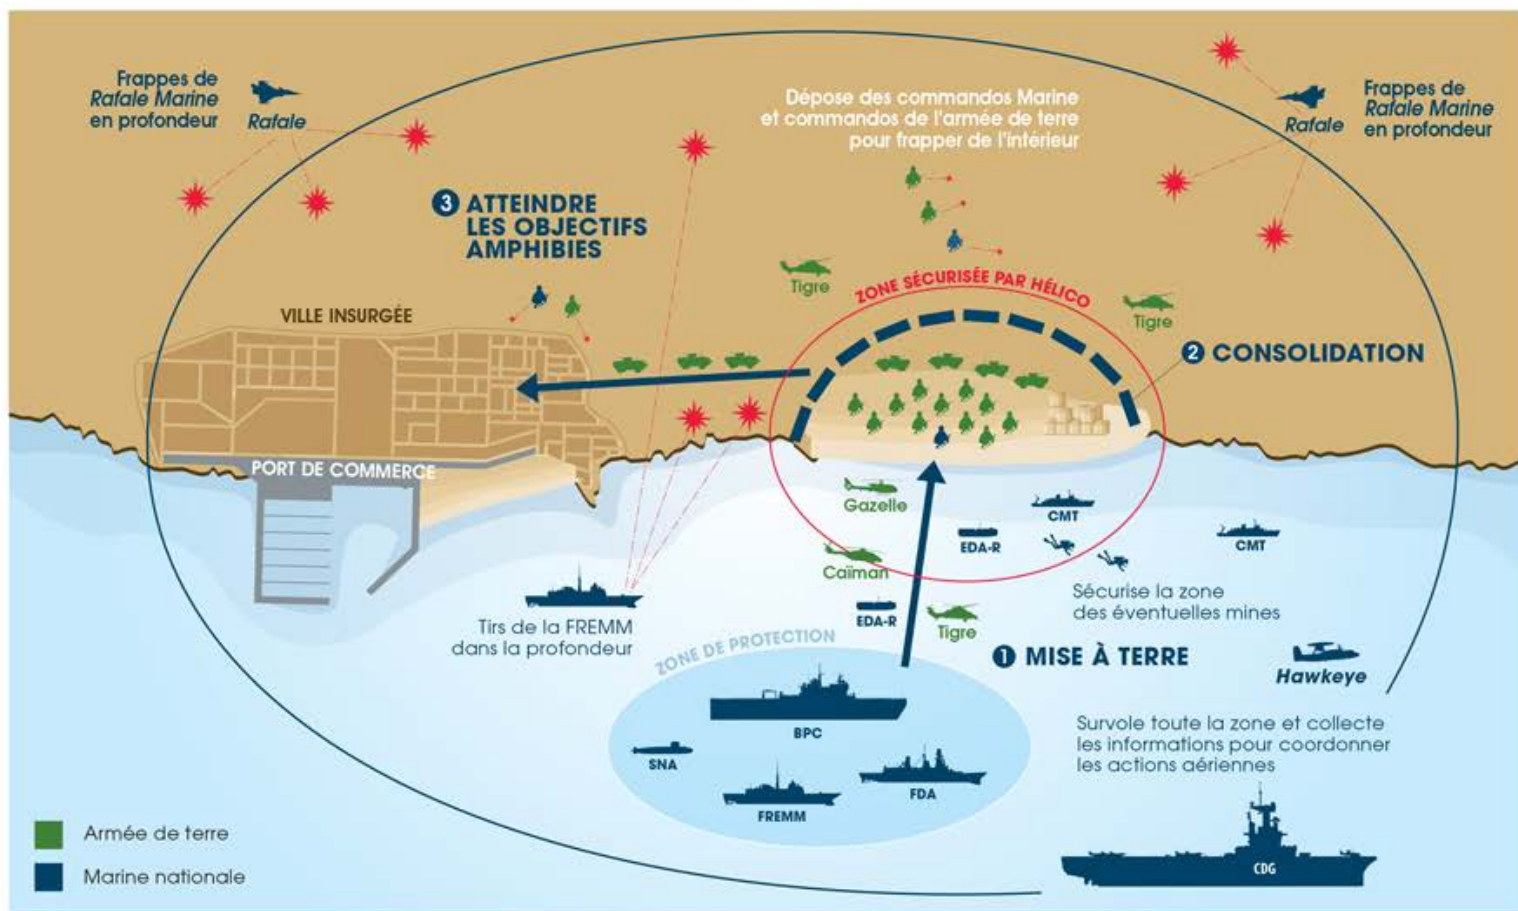 Frappes de
Rafale Marine
en profondeur
Rafale
Dépose des commandos Marine
et commandos de l'armée de terre
pour frapper de l'intérieur
Rafale
Frappes de
Rafale Marine
en profondeur
3 ATTEINDRE
LES OBJECTIFS
AMPHIBIES
Tigre
ZONE SÉCURISÉE PAR HÉLICO
Tigre
VILLE INSURGÉE
2 CONSOLIDATION
PORT DE COMMERCE
Gazelle
CMT
EDA-R
CMT
Caïman
Sécurise la zone
des éventuelles mines
EDA-R
Tigre
Tirs de la FREMM
dans la profondeur
ZONE DE PROTECTION
1 MISE À TERRE
Hawkeye
BPC
SNA
FREMM
FDA
Survole toute la zone et collecte
les informations pour coordonner
les actions aériennes
CDG
Armée de terre
Marine nationale